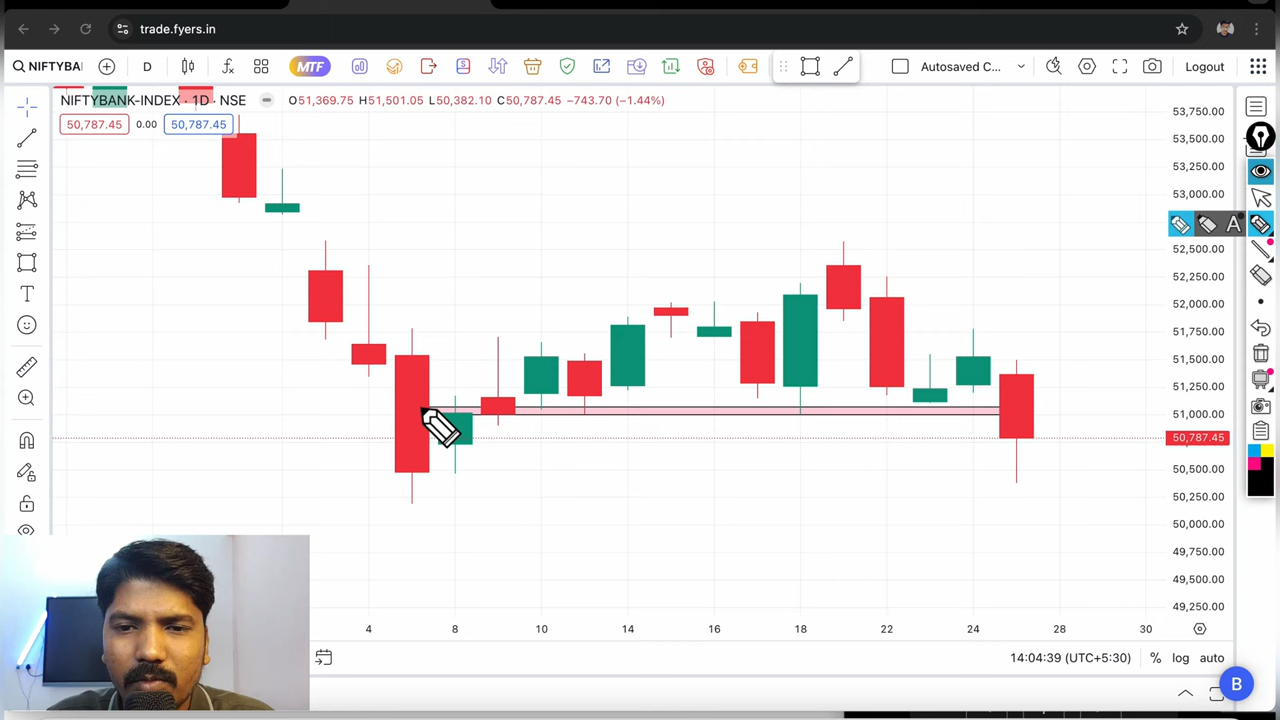 trade.fyers.in
NIFTYBA
D
MTF
Autosaved C...
Logout
NIFTYBANK-INDEX · 1D · NSE
O51,369.75 H51,501.05 L50,382.10 C50,787.45 −743.70 (−1.44%)
50,787.45 0.00 50,787.45
53,750.00
53,500.00
53,250.00
53,000.00
52,500.00
52,250.00
52,000.00
51,750.00
51,500.00
51,250.00
51,000.00
50,787.45
50,500.00
50,250.00
50,000.00
49,750.00
49,500.00
49,250.00
4 8 10 14 16 18 22 24 28 30
14:04:39 (UTC+5:30) % log auto
A
T
B